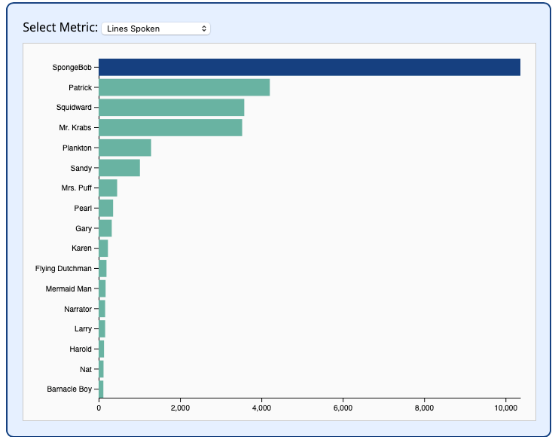 Select Metric: Lines Spoken
SpongeBob
Patrick
Squidward
Mr. Krabs
Plankton
Sandy
Mrs. Puff
Pearl
Gary
Karen
Flying Dutchman
Mermaid Man
Narrator
Larry
Harold
Nat
Barnacle Boy
0 2,000 4,000 6,000 8,000 10,000